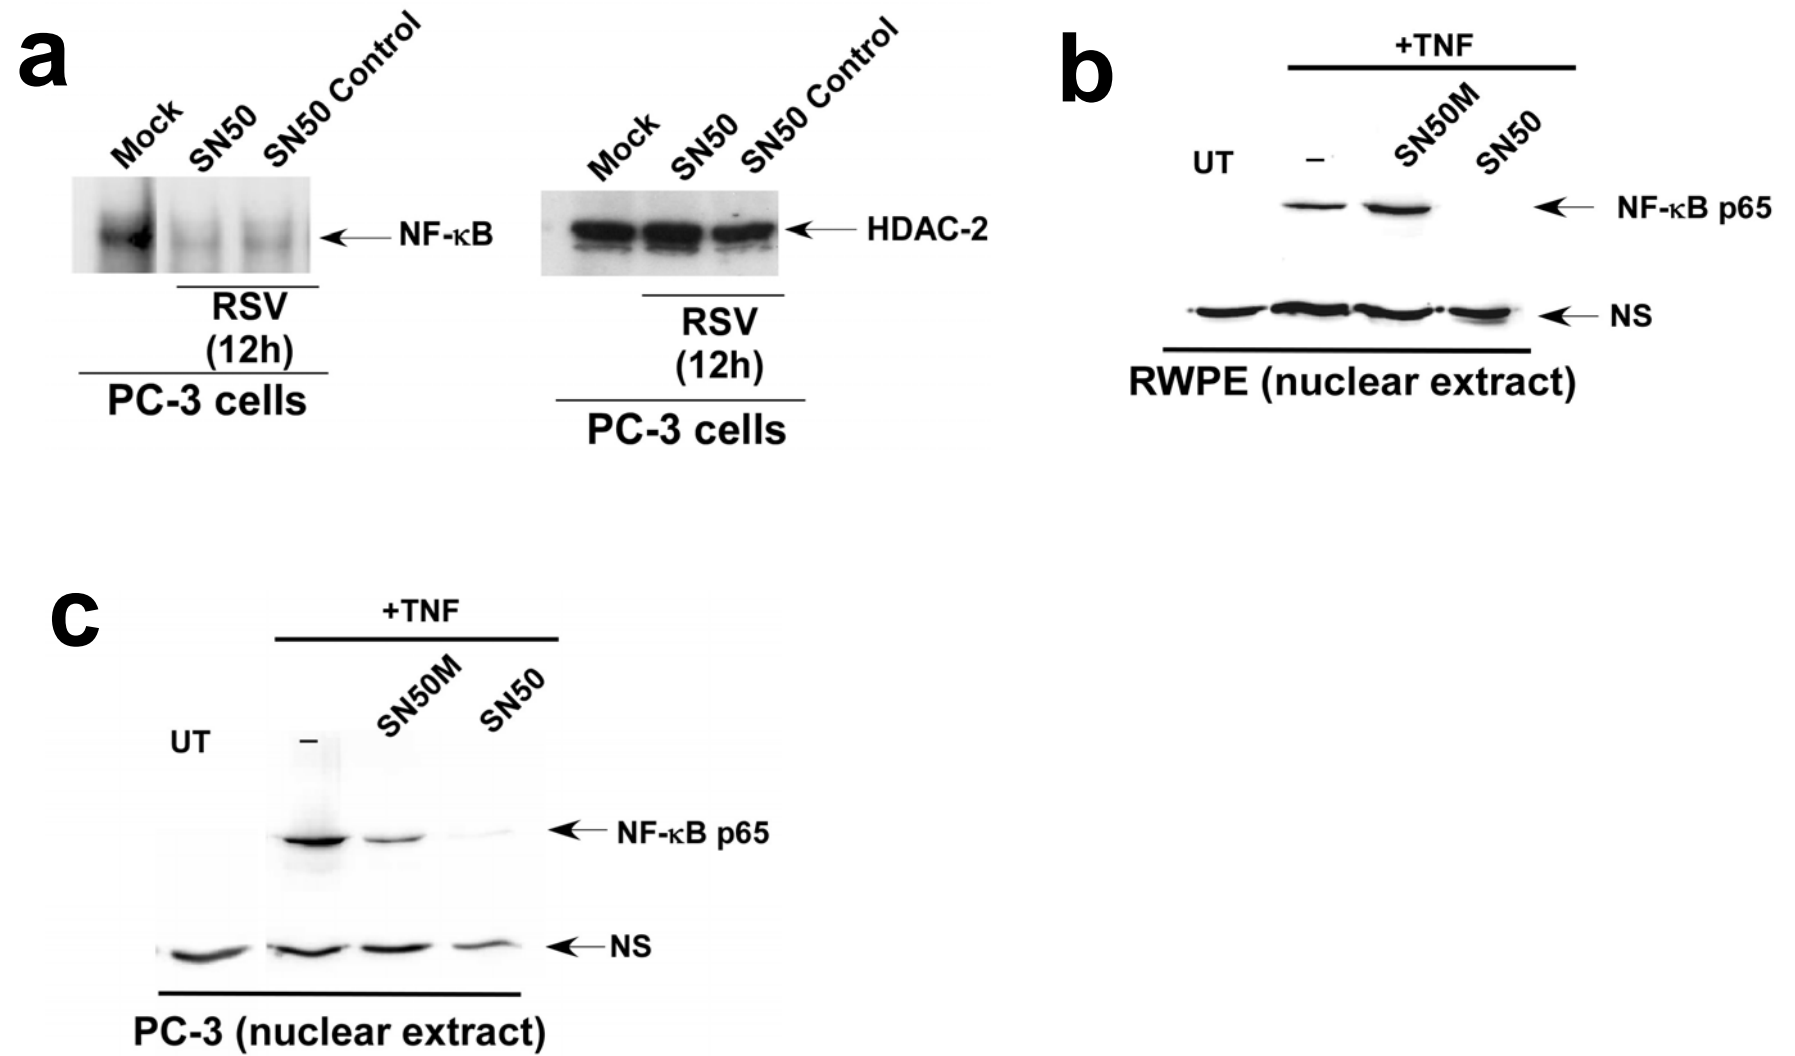 a
Mock
SN50
SN50 Control
NF-κB
RSV
(12h)
PC-3 cells
Mock
SN50
SN50 Control
HDAC-2
RSV
(12h)
PC-3 cells
b
+TNF
UT
–
SN50M
SN50
NF-κB p65
NS
RWPE (nuclear extract)
c
+TNF
UT
–
SN50M
SN50
NF-κB p65
NS
PC-3 (nuclear extract)